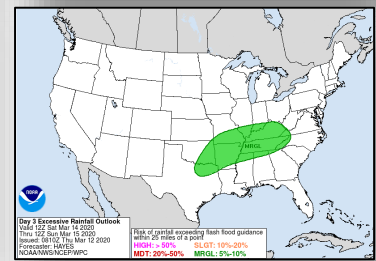 MRGL
NOAA
Day 3 Excessive Rainfall Outlook
Valid 12Z Sat Mar 14 2020
Thru 12Z Sun Mar 15 2020
Issued: 0810Z Thu Mar 12 2020
Forecaster: HAYES
NOAA/NWS/NCEP/WPC
Risk of rainfall exceeding flash flood guidance
within 25 miles of a point
HIGH: > 50% SLGT: 10%-20%
MDT: 20%-50% MRGL: 5%-10%